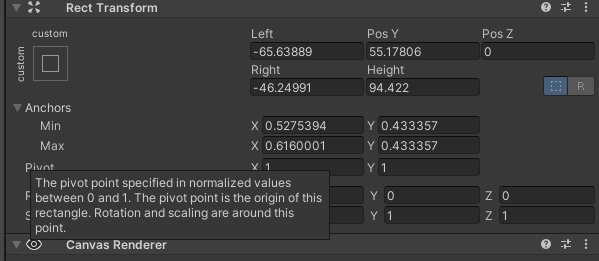 Rect Transform
custom
custom
Left Pos Y Pos Z
-65.63889 55.17806 0
Right Height
-46.24991 94.422
R
Anchors
Min X 0.5275394 Y 0.433357
Max X 0.6160001 Y 0.433357
Pivot X 1 Y 1
The pivot point specified in normalized values
between 0 and 1. The pivot point is the origin of this
rectangle. Rotation and scaling are around this
point.
Y 0 Z 0
Y 1 Z 1
Canvas Renderer